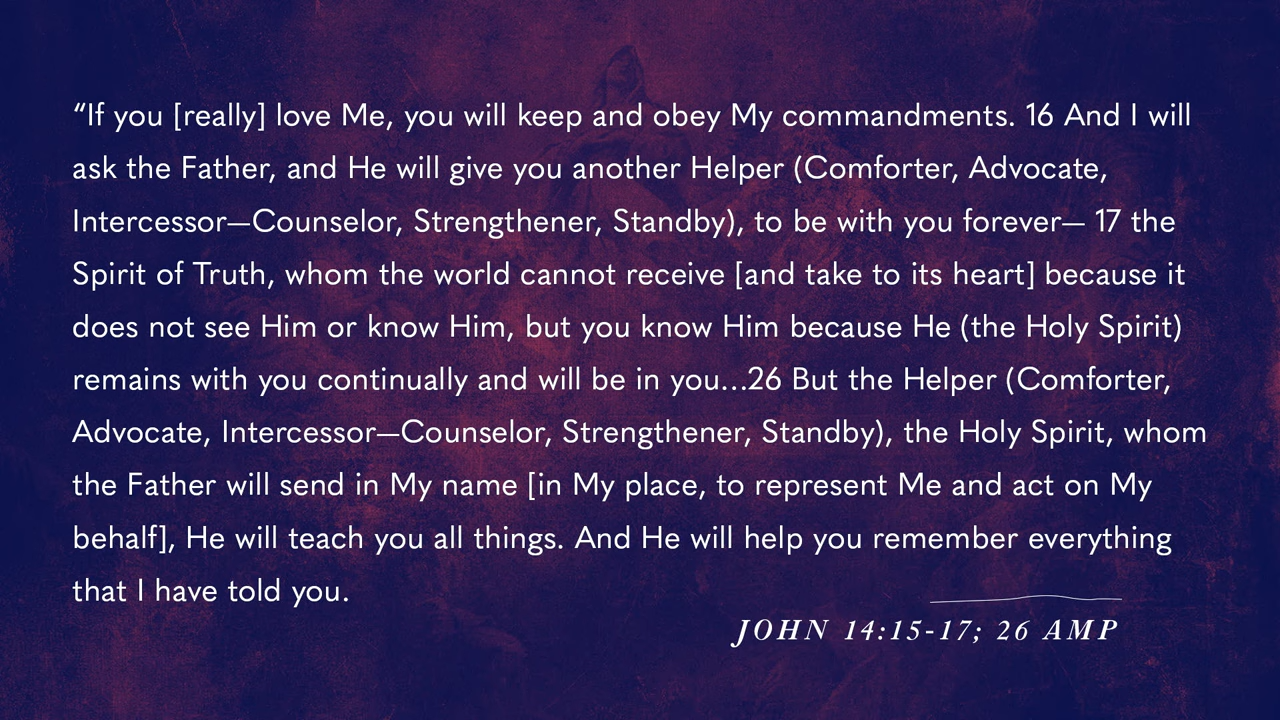 “If you [really] love Me, you will keep and obey My commandments. 16 And I will
ask the Father, and He will give you another Helper (Comforter, Advocate,
Intercessor—Counselor, Strengthener, Standby), to be with you forever— 17 the
Spirit of Truth, whom the world cannot receive [and take to its heart] because it
does not see Him or know Him, but you know Him because He (the Holy Spirit)
remains with you continually and will be in you...26 But the Helper (Comforter,
Advocate, Intercessor—Counselor, Strengthener, Standby), the Holy Spirit, whom
the Father will send in My name [in My place, to represent Me and act on My
behalf], He will teach you all things. And He will help you remember everything
that I have told you.
JOHN 14:15-17; 26 AMP